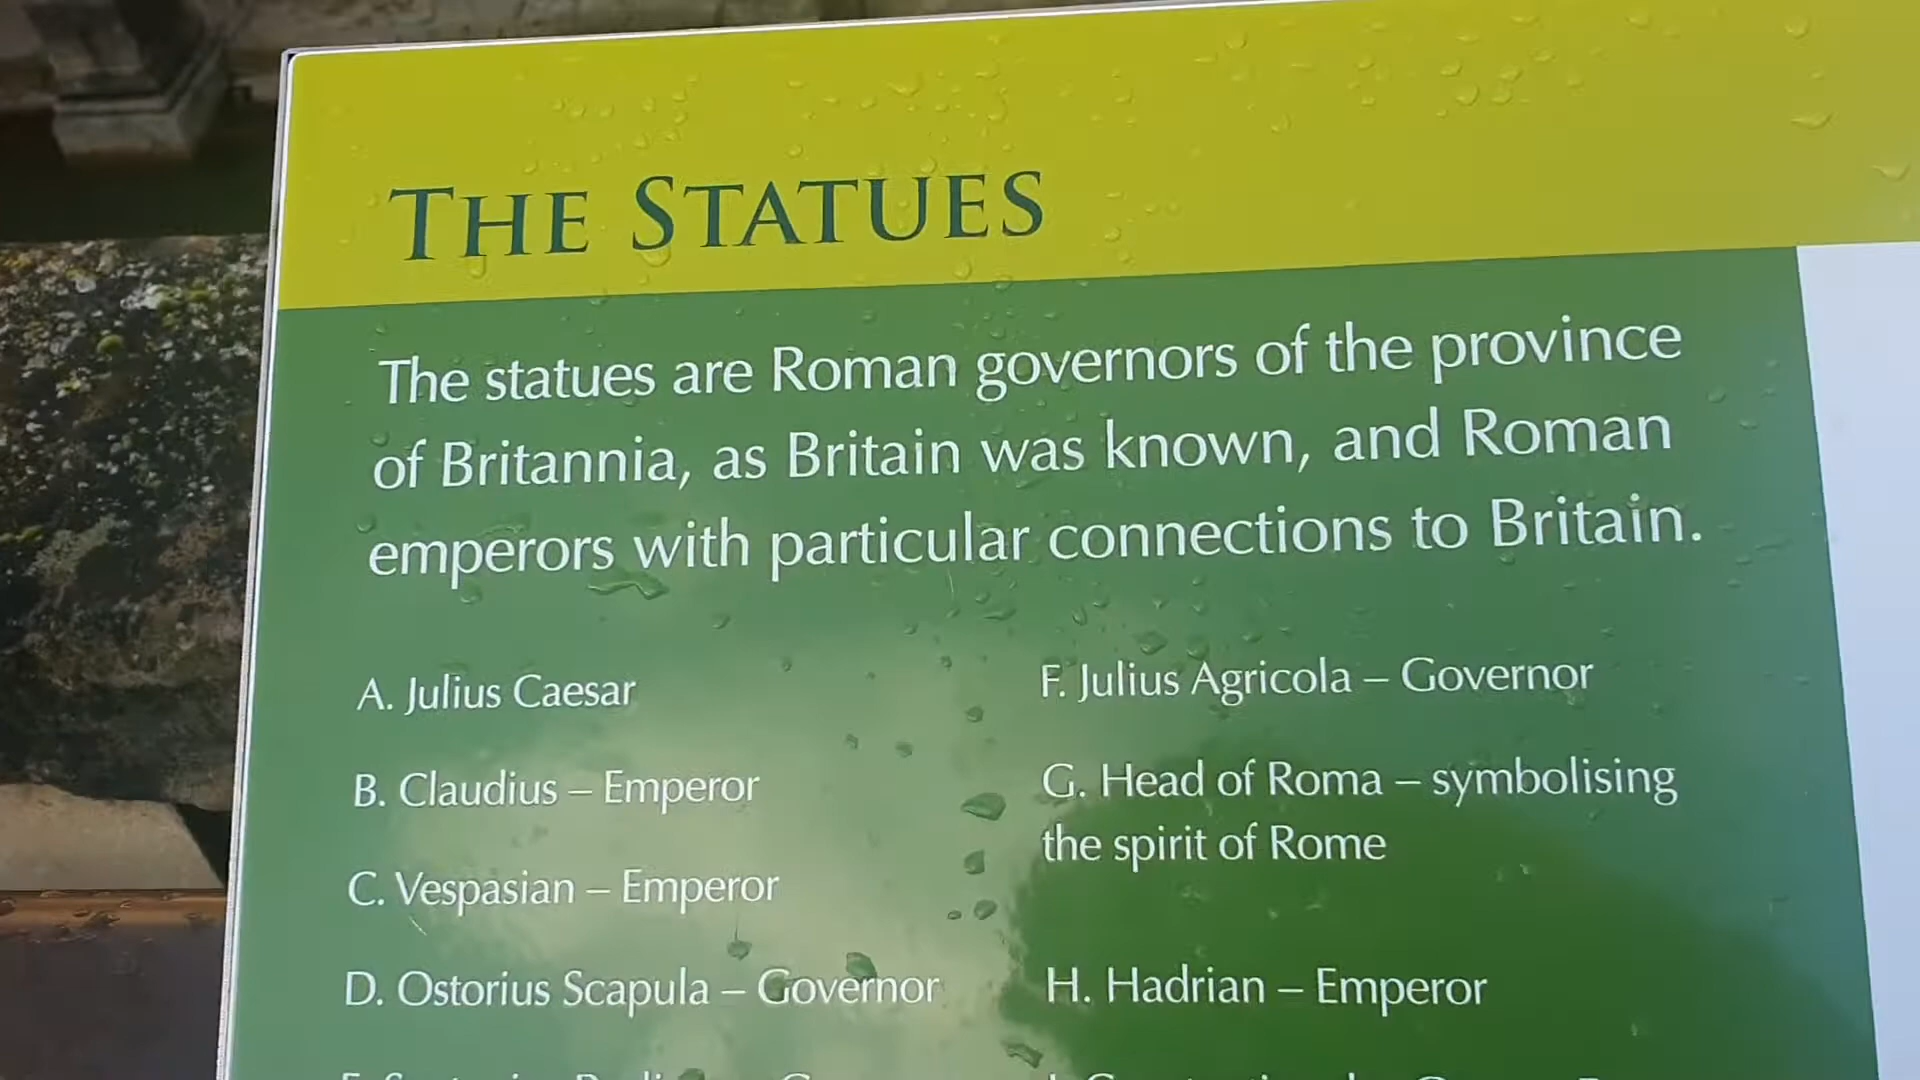 THE STATUES
The statues are Roman governors of the province
of Britannia, as Britain was known, and Roman
emperors with particular connections to Britain.
A. Julius Caesar
B. Claudius – Emperor
C. Vespasian – Emperor
D. Ostorius Scapula – Governor
F. Julius Agricola – Governor
G. Head of Roma – symbolising
the spirit of Rome
H. Hadrian – Emperor